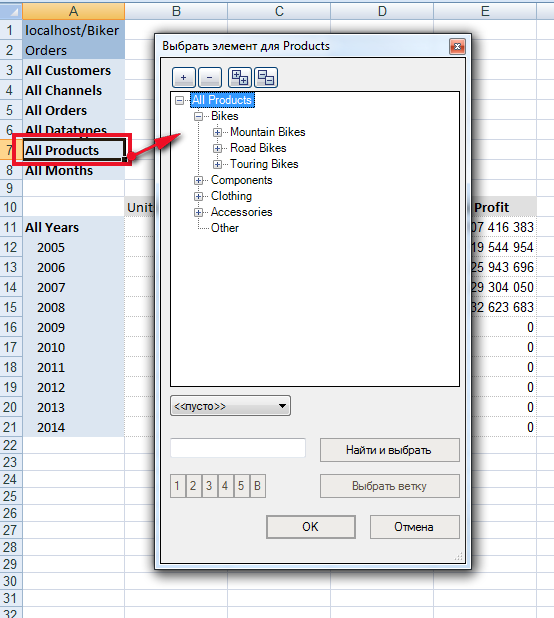 A B C D E
1 localhost/Biker
2 Orders
3 All Customers
4 All Channels
5 All Orders
6 All Datatypes
7 All Products
8 All Months
9
10 Unit Profit
11 All Years 07 416 383
12 2005 19 544 954
13 2006 25 943 696
14 2007 29 304 050
15 2008 32 623 683
16 2009 0
17 2010 0
18 2011 0
19 2012 0
20 2013 0
21 2014 0
22
23
24
25
26
27
28
29
30
31
32
Выбрать элемент для Products
All Products
Bikes
Mountain Bikes
Road Bikes
Touring Bikes
Components
Clothing
Accessories
Other
<<пусто>>
Найти и выбрать
1 2 3 4 5 B
Выбрать ветку
OK Отмена